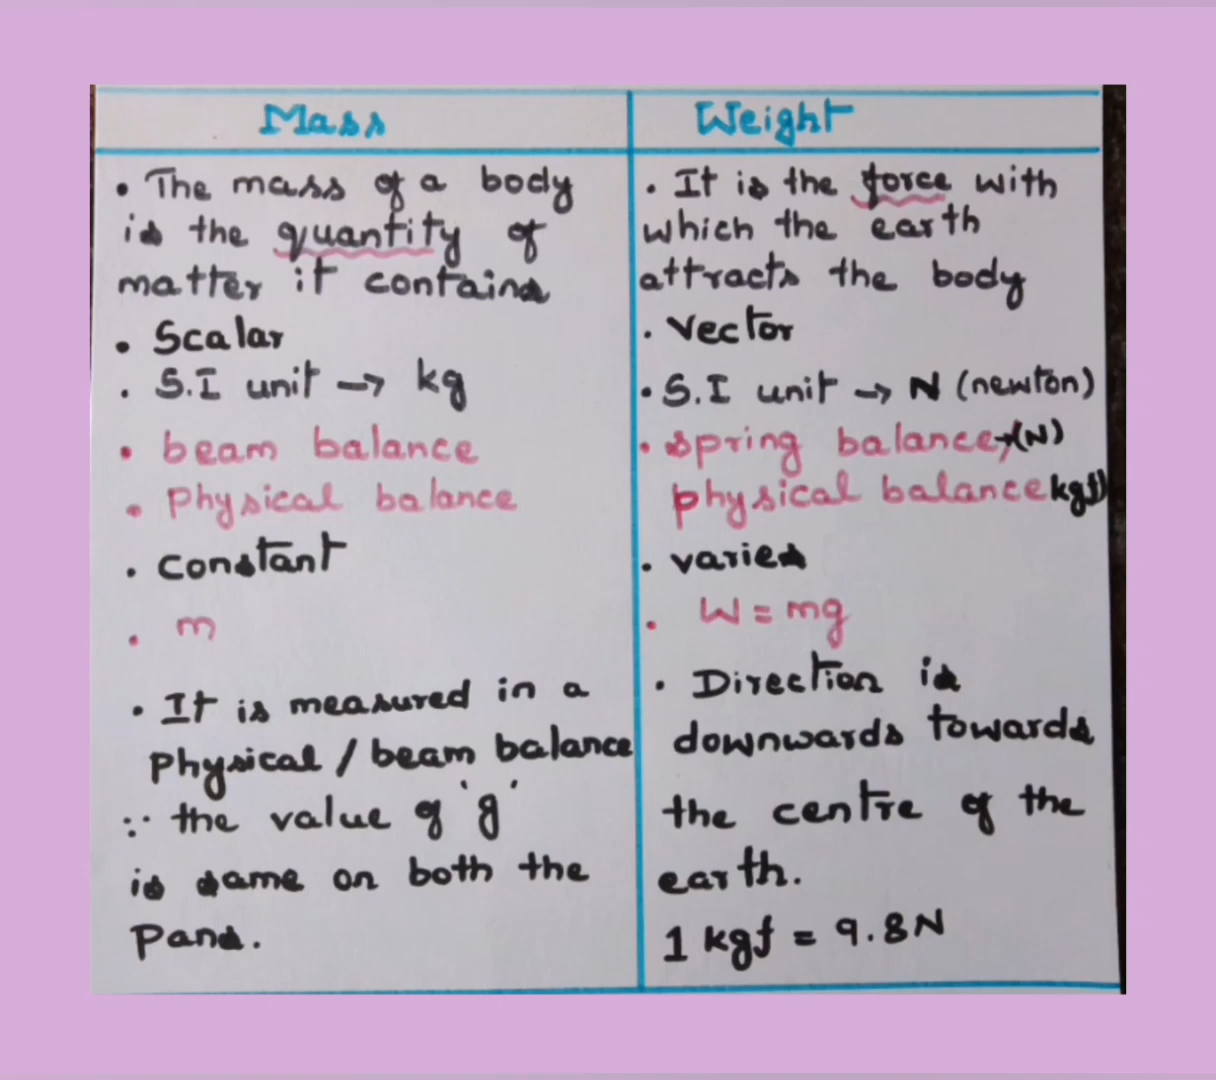 Mass
• The mass of a body
is the quantity of
matter it contains
• Scalar
• S.I unit → kg
• beam balance
• Physical balance
• constant
• m
• It is measured in a
physical / beam balance
∵ the value of 'g'
is same on both the
Pans.
Weight
• It is the force with
which the earth
attracts the body
• Vector
• S.I unit → N (newton)
• spring balance→(N)
physical balance kgf)
• varies
• W = mg
• Direction is
downwards towards
the centre of the
earth.
1 kgf = 9.8N